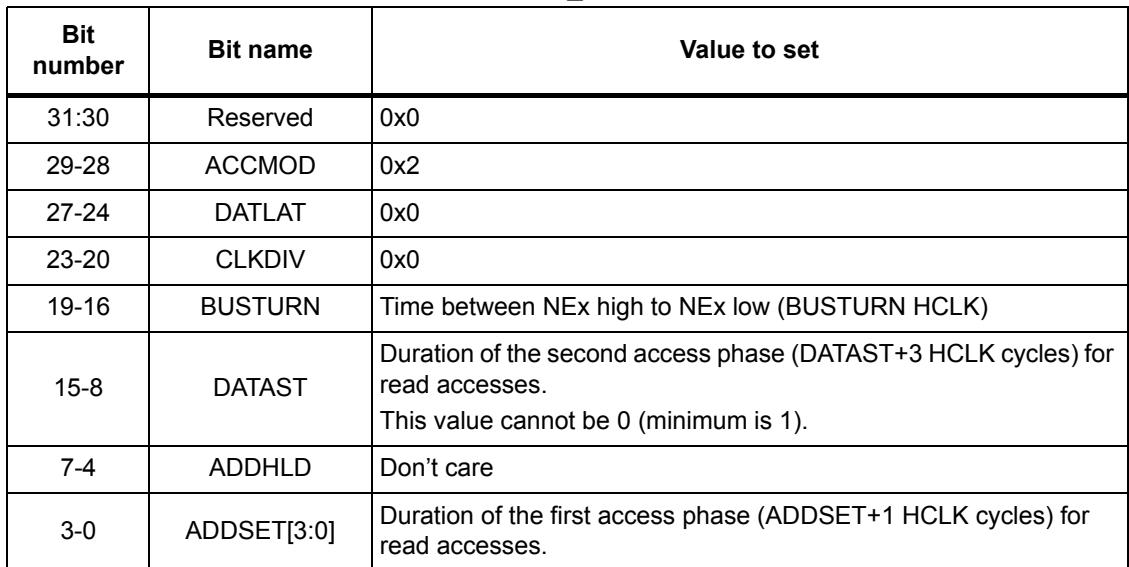 Bit number Bit name Value to set
31:30 Reserved 0x0
29-28 ACCMOD 0x2
27-24 DATLAT 0x0
23-20 CLKDIV 0x0
19-16 BUSTURN Time between NEx high to NEx low (BUSTURN HCLK)
15-8 DATAST Duration of the second access phase (DATAST+3 HCLK cycles) for
read accesses.
This value cannot be 0 (minimum is 1).
7-4 ADDHLD Don't care
3-0 ADDSET[3:0] Duration of the first access phase (ADDSET+1 HCLK cycles) for
read accesses.